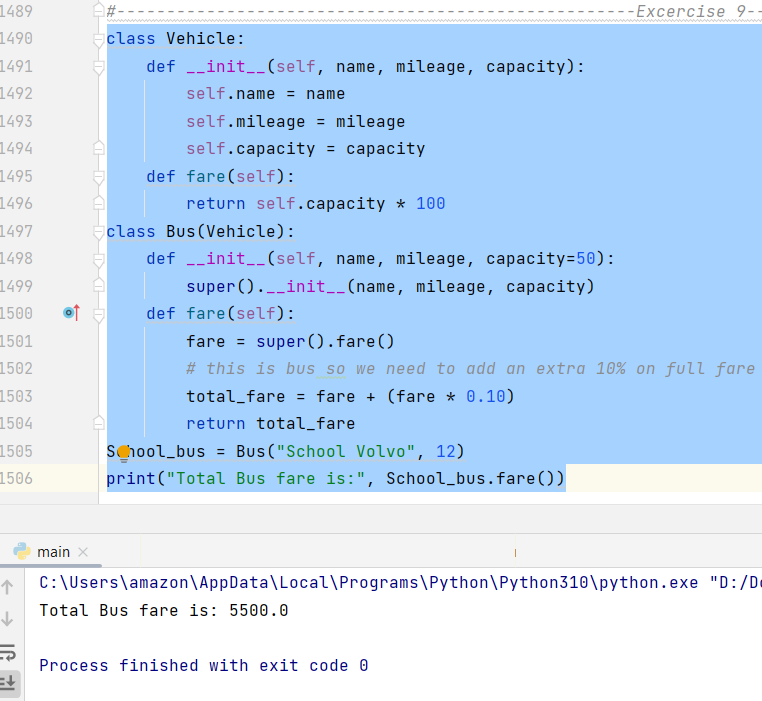 1489 #----------------------------------------------------Excercise 9--
1490 class Vehicle:
1491     def __init__(self, name, mileage, capacity):
1492         self.name = name
1493         self.mileage = mileage
1494         self.capacity = capacity
1495     def fare(self):
1496         return self.capacity * 100
1497 class Bus(Vehicle):
1498     def __init__(self, name, mileage, capacity=50):
1499         super().__init__(name, mileage, capacity)
1500     def fare(self):
1501         fare = super().fare()
1502         # this is bus so we need to add an extra 10% on full fare
1503         total_fare = fare + (fare * 0.10)
1504         return total_fare
1505 School_bus = Bus("School Volvo", 12)
1506 print("Total Bus fare is:", School_bus.fare())
main
C:\Users\amazon\AppData\Local\Programs\Python\Python310\python.exe "D:/Do
Total Bus fare is: 5500.0
Process finished with exit code 0